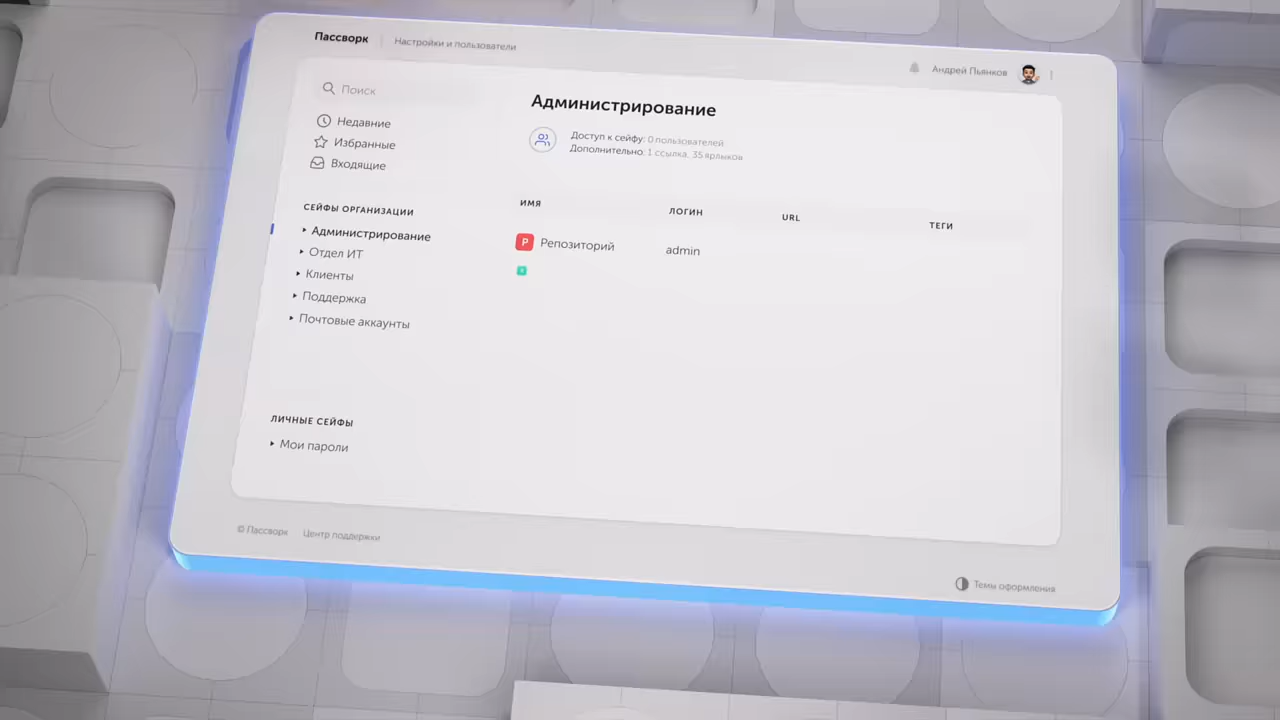 Пассворк
Настройки и пользователи
Андрей Пьянков
Поиск
Недавние
Избранные
Входящие
СЕЙФЫ ОРГАНИЗАЦИИ
Администрирование
Отдел ИТ
Клиенты
Поддержка
Почтовые аккаунты
ЛИЧНЫЕ СЕЙФЫ
Мои пароли
Администрирование
Доступ к сейфу: 0 пользователей
Дополнительно: 1 ссылка, 35 ярлыков
ИМЯ ЛОГИН URL ТЕГИ
Р Репозиторий admin
© Пассворк Центр поддержки
Темы оформления